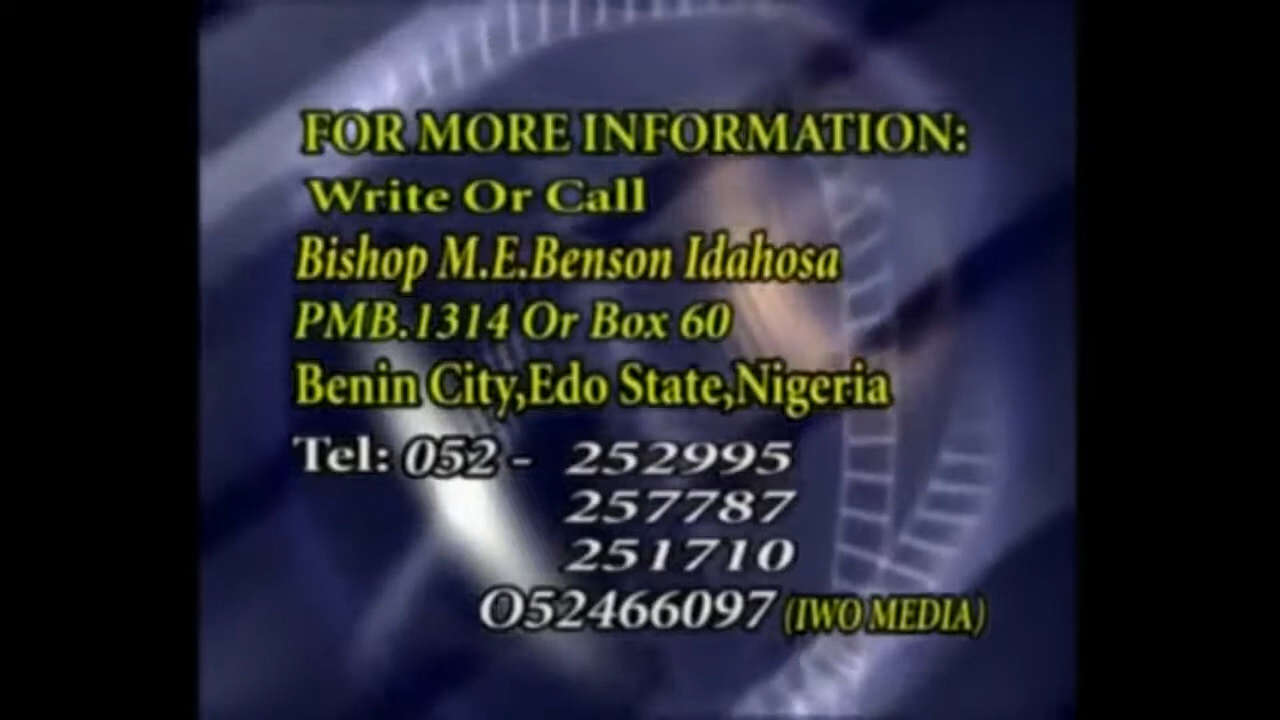 FOR MORE INFORMATION:
Write Or Call
Bishop M.E.Benson Idahosa
PMB.1314 Or Box 60
Benin City,Edo State,Nigeria
Tel: 052 - 252995
257787
251710
O52466097 (IWO MEDIA)